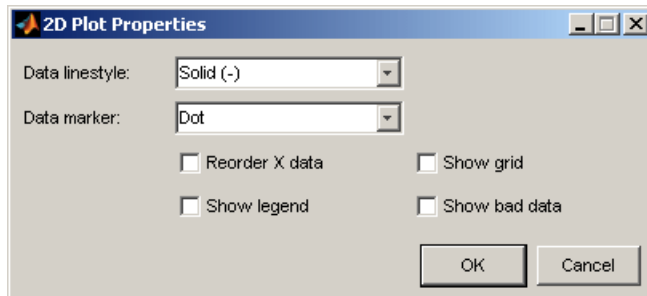 2D Plot Properties
Data linestyle: Solid (-)
Data marker: Dot
Reorder X data Show grid
Show legend Show bad data
OK Cancel